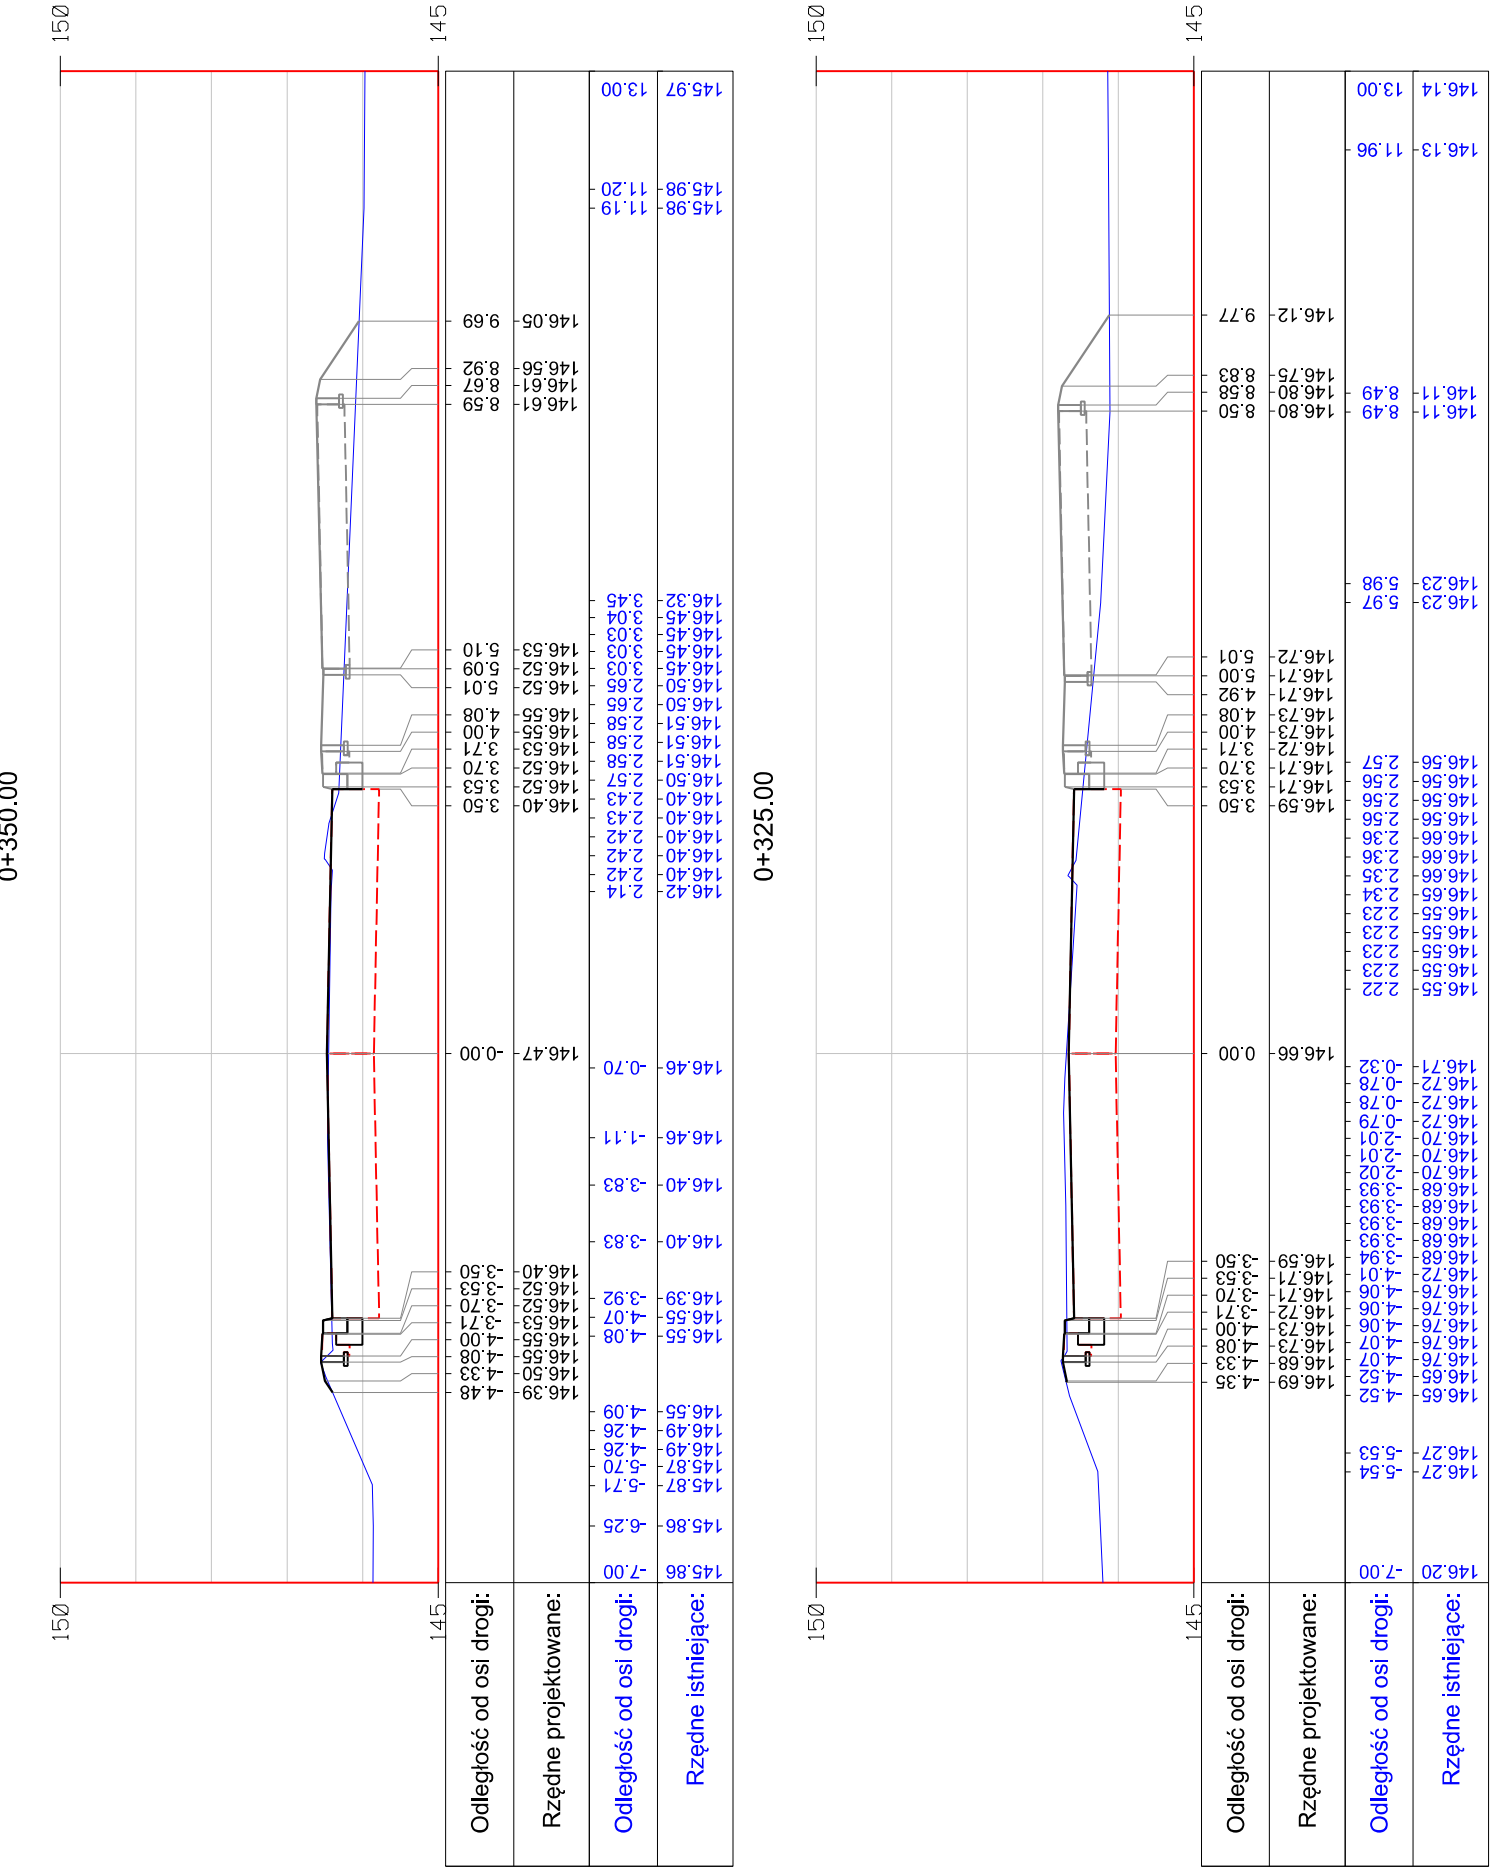 0+350.00
150 150
145 145
Odległość od osi drogi: -4.48 -4.33 -4.08 -4.00 -3.71 -3.70 -3.53 -3.50 -0.00 3.50 3.53 3.70 3.71 4.00 4.08 5.01 5.09 5.10 8.59 8.67 8.92 9.69
Rzędne projektowane: 146.39 146.50 146.55 146.55 146.53 146.52 146.52 146.40 146.47 146.40 146.52 146.52 146.53 146.55 146.55 146.52 146.52 146.53 146.61 146.61 146.56 146.05
Odległość od osi drogi: -7.00 -6.25 -5.71 -5.70 -4.26 -4.26 -4.09 -4.08 -4.07 -3.92 -3.83 -3.83 -1.11 -0.70 2.14 2.42 2.42 2.42 2.43 2.43 2.57 2.58 2.58 2.58 2.65 2.65 3.03 3.03 3.03 3.04 3.45 11.19 11.20 13.00
Rzędne istniejące: 145.86 145.86 145.87 145.87 146.49 146.49 146.55 146.55 146.55 146.39 146.40 146.40 146.46 146.46 146.42 146.40 146.40 146.40 146.40 146.40 146.50 146.51 146.51 146.51 146.50 146.50 146.45 146.45 146.45 146.45 146.32 145.98 145.98 145.97
0+325.00
150 150
145 145
Odległość od osi drogi: -4.35 -4.33 -4.08 -4.00 -3.71 -3.70 -3.53 -3.50 0.00 3.50 3.53 3.70 3.71 4.00 4.08 4.92 5.00 5.01 8.50 8.58 8.83 9.77
Rzędne projektowane: 146.69 146.68 146.73 146.73 146.72 146.71 146.71 146.59 146.66 146.59 146.71 146.71 146.72 146.73 146.73 146.71 146.71 146.72 146.80 146.80 146.75 146.12
Odległość od osi drogi: -7.00 -5.54 -5.53 -4.52 -4.52 -4.07 -4.07 -4.06 -4.06 -4.06 -4.01 -3.94 -3.93 -3.93 -3.93 -3.93 -2.02 -2.01 -2.01 -0.79 -0.78 -0.78 -0.32 2.22 2.23 2.23 2.23 2.23 2.34 2.35 2.36 2.36 2.56 2.56 2.56 2.57 5.97 5.98 8.49 8.49 11.96 13.00
Rzędne istniejące: 146.20 146.27 146.27 146.65 146.65 146.76 146.76 146.76 146.76 146.76 146.72 146.68 146.68 146.68 146.68 146.68 146.70 146.70 146.70 146.72 146.72 146.72 146.71 146.55 146.55 146.55 146.55 146.55 146.65 146.66 146.66 146.66 146.56 146.56 146.56 146.56 146.23 146.23 146.11 146.11 146.13 146.14